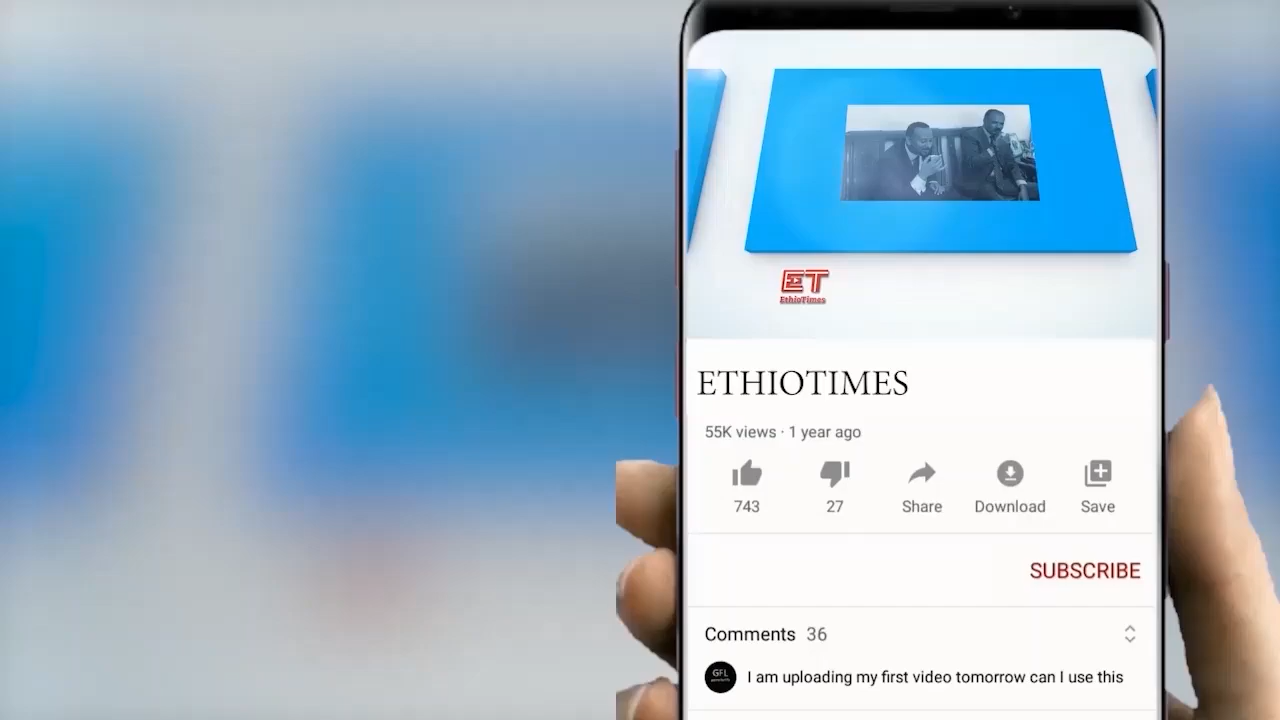 ET
EthioTimes
ETHIOTIMES
55K views · 1 year ago
743
27
Share
Download
Save
SUBSCRIBE
Comments 36
GFL
I am uploading my first video tomorrow can I use this